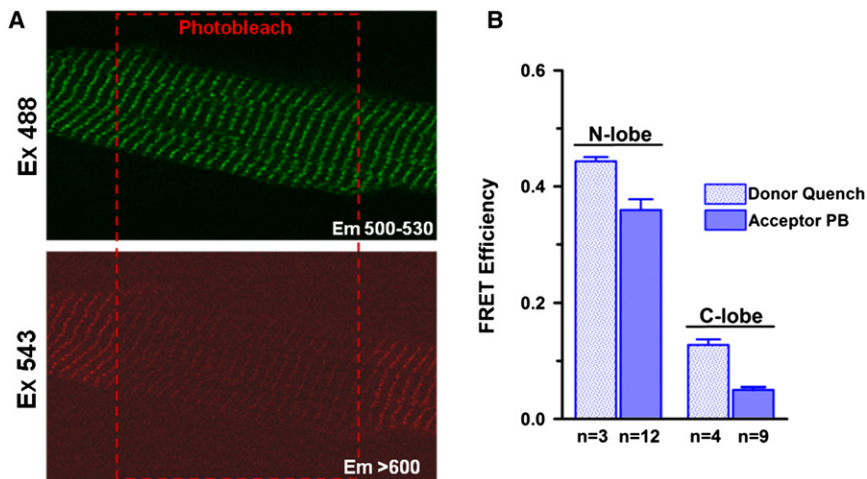 A
Photobleach
Ex 488
Em 500-530
Ex 543
Em >600
B
FRET Efficiency
0.6
0.4
0.2
0.0
N-lobe
C-lobe
Donor Quench
Acceptor PB
n=3 n=12 n=4 n=9